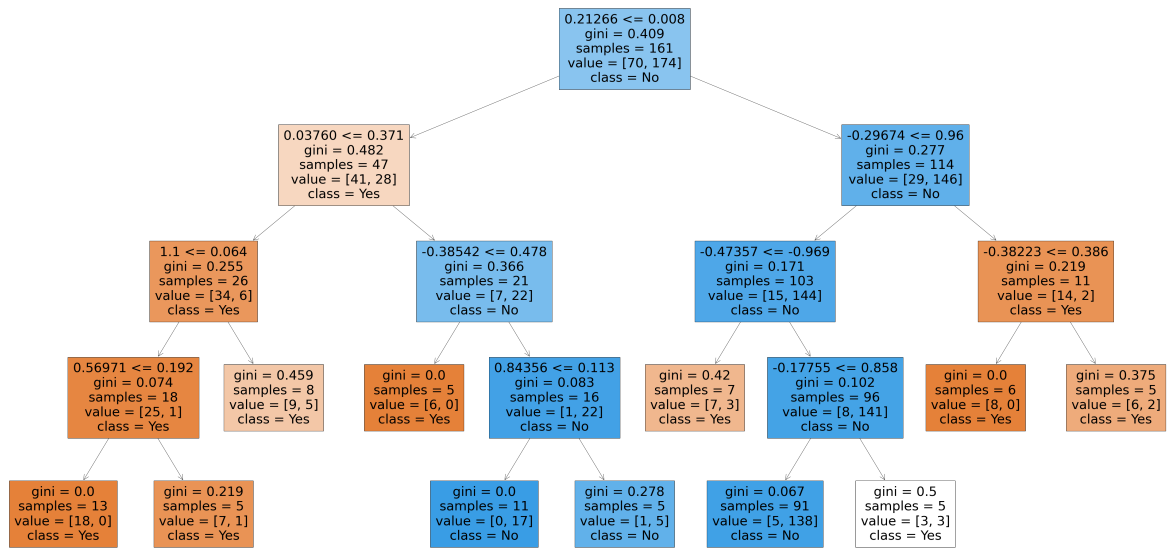 0.21266 <= 0.008
gini = 0.409
samples = 161
value = [70, 174]
class = No
0.03760 <= 0.371
gini = 0.482
samples = 47
value = [41, 28]
class = Yes
-0.29674 <= 0.96
gini = 0.277
samples = 114
value = [29, 146]
class = No
1.1 <= 0.064
gini = 0.255
samples = 26
value = [34, 6]
class = Yes
-0.38542 <= 0.478
gini = 0.366
samples = 21
value = [7, 22]
class = No
-0.47357 <= -0.969
gini = 0.171
samples = 103
value = [15, 144]
class = No
-0.38223 <= 0.386
gini = 0.219
samples = 11
value = [14, 2]
class = Yes
0.56971 <= 0.192
gini = 0.074
samples = 18
value = [25, 1]
class = Yes
gini = 0.459
samples = 8
value = [9, 5]
class = Yes
gini = 0.0
samples = 5
value = [6, 0]
class = Yes
0.84356 <= 0.113
gini = 0.083
samples = 16
value = [1, 22]
class = No
gini = 0.42
samples = 7
value = [7, 3]
class = Yes
-0.17755 <= 0.858
gini = 0.102
samples = 96
value = [8, 141]
class = No
gini = 0.0
samples = 6
value = [8, 0]
class = Yes
gini = 0.375
samples = 5
value = [6, 2]
class = Yes
gini = 0.0
samples = 13
value = [18, 0]
class = Yes
gini = 0.219
samples = 5
value = [7, 1]
class = Yes
gini = 0.0
samples = 11
value = [0, 17]
class = No
gini = 0.278
samples = 5
value = [1, 5]
class = No
gini = 0.067
samples = 91
value = [5, 138]
class = No
gini = 0.5
samples = 5
value = [3, 3]
class = Yes